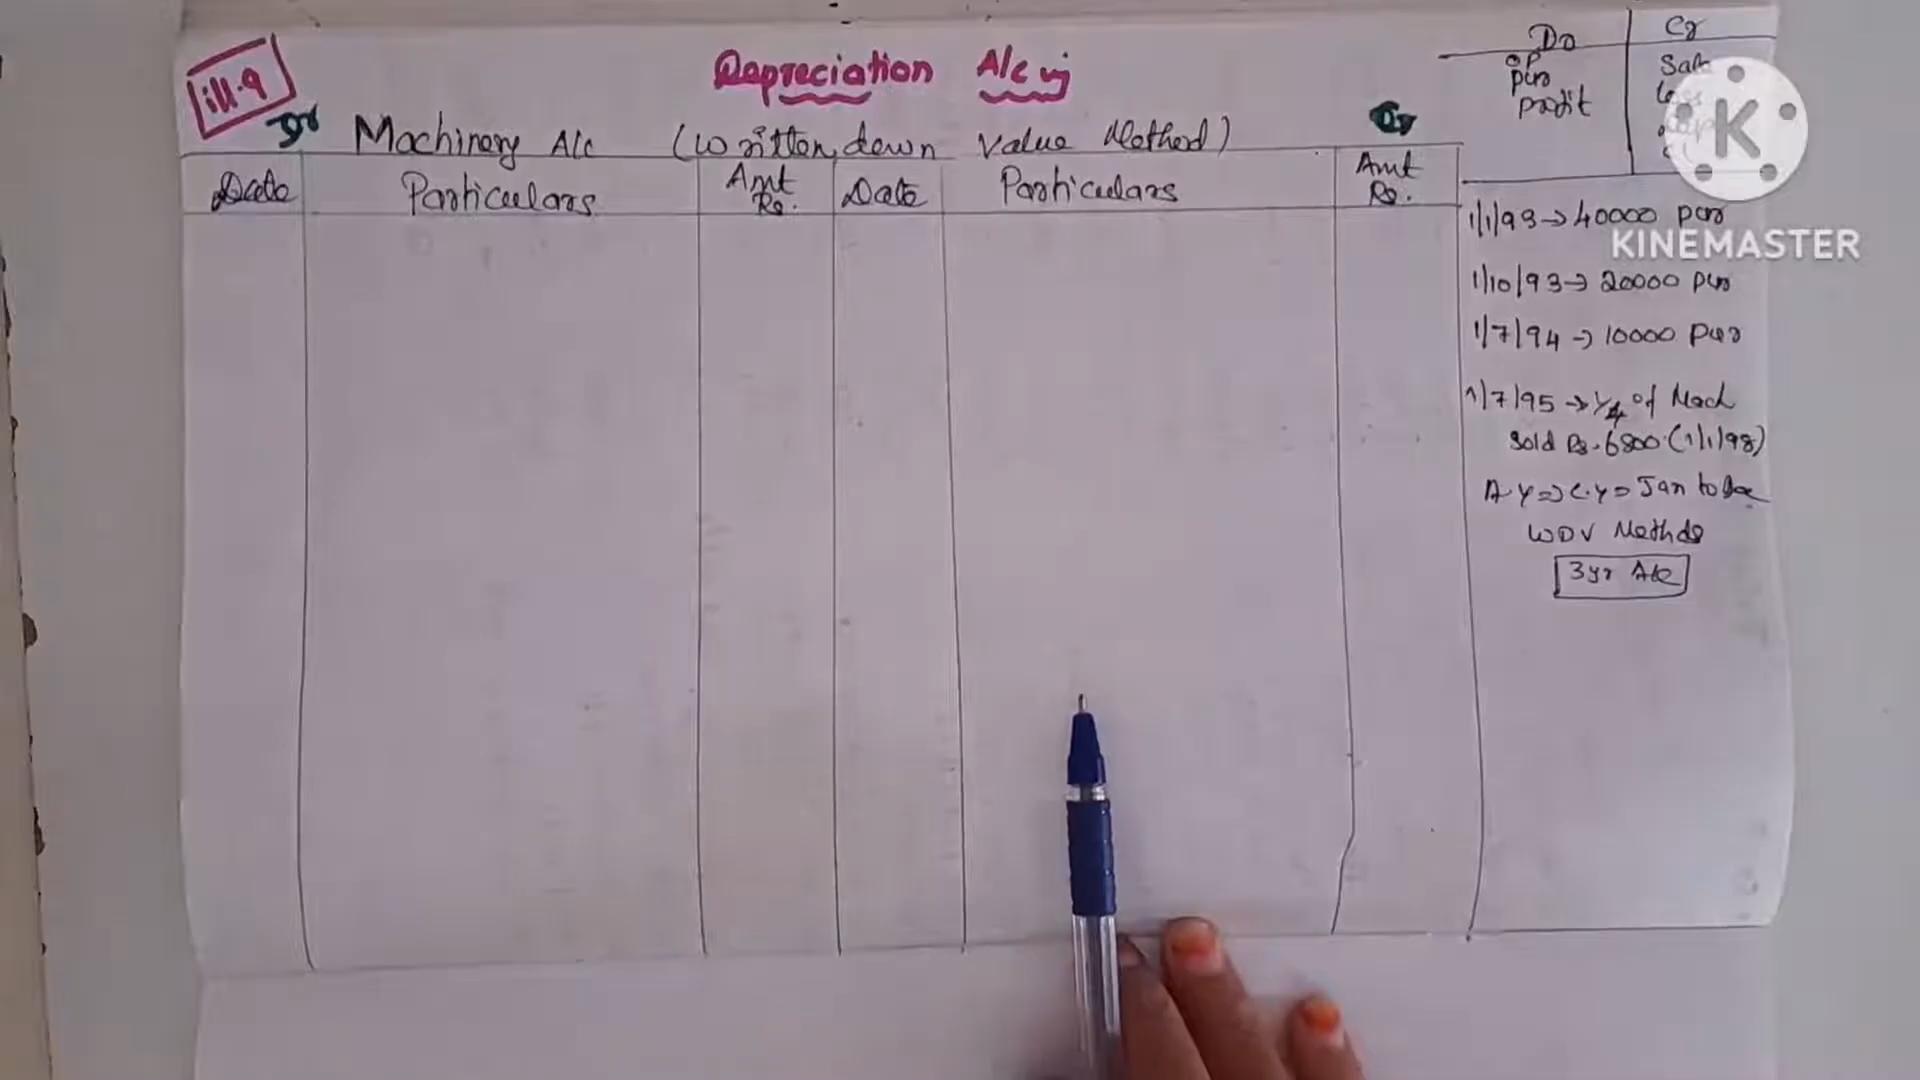 ill.9
Depreciation A/c ing
Dr Machinery A/c (Written down Value Method) Cr
Date Particulars Amt Rs. Date Particulars Amt Rs.
Dr Cr
OP
pur
profit
Sale
K
KINEMASTER
1/1/93 → 40000 pur
1/10/93 → 20000 pur
1/7/94 → 10000 pur
1/7/95 → 1/4 of Mach
Sold Rs. 6800 (1/1/93)
A.Y => C.Y = Jan to Dec
WDV Methdo
3yr A/c